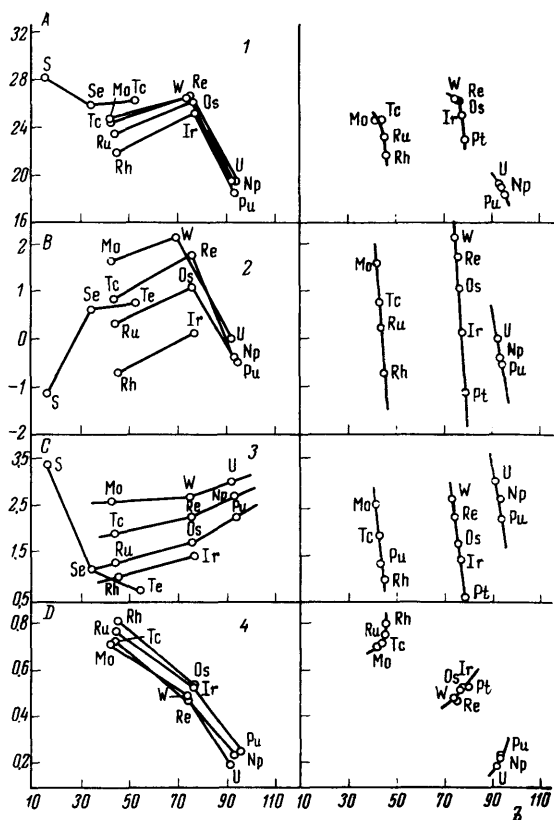 A
1
S
28
Se
Mo
Tc
W
Re
Os
24
Tc
Ru
Ir
Rh
20
U
Np
Pu
16
W
Re
Os
Mo
Tc
Ir
Pt
Ru
Rh
U
Np
Pu
B
2
2
Mo
W
Re
1
Tc
Se
Te
Os
Ru
Ir
0
U
Rh
Np
Pu
-1
S
-2
Mo
W
Re
Tc
Os
Ru
Ir
U
Np
Rh
Pu
Pt
C
3
3,5
S
U
2,5
Mo
W
Np
Re
Pu
Tc
Os
1,5
Ru
Ir
Se
Rh
Te
0,5
U
Mo
W
Np
Re
Pu
Tc
Os
Pu
Ir
Rh
Pt
D
4
0,8
Rh
Ru
Tc
Mo
0,6
Os
Ir
W
0,4
Re
Pu
0,2
Np
U
Rh
Ru
Tc
Mo
Ir
Os
Pt
W
Re
Pu
Np
U
10 30 50 70 90 10 30 50 70 90 z